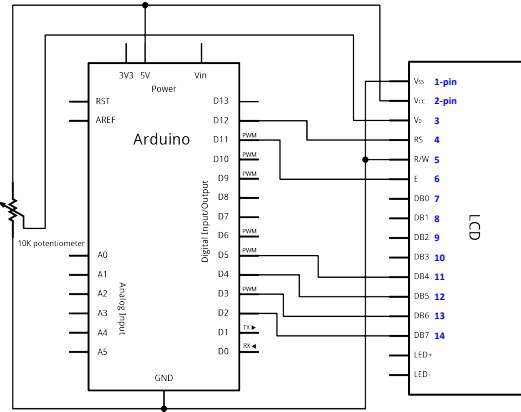 3V3 5V Vin
Power
Arduino
RST
AREF
A0
A1
A2
A3
A4
A5
Analog Input
GND
Digital Input/Output
D13
D12
D11 PWM
D10 PWM
D9 PWM
D8
D7
D6 PWM
D5 PWM
D4
D3 PWM
D2
D1 TX ▶
D0 RX ◀
10K potentiometer
Vss 1-pin
Vcc 2-pin
V₀ 3
RS 4
R/W 5
E 6
DB0 7
DB1 8
DB2 9
DB3 10
DB4 11
DB5 12
DB6 13
DB7 14
LED+
LED-
LCD